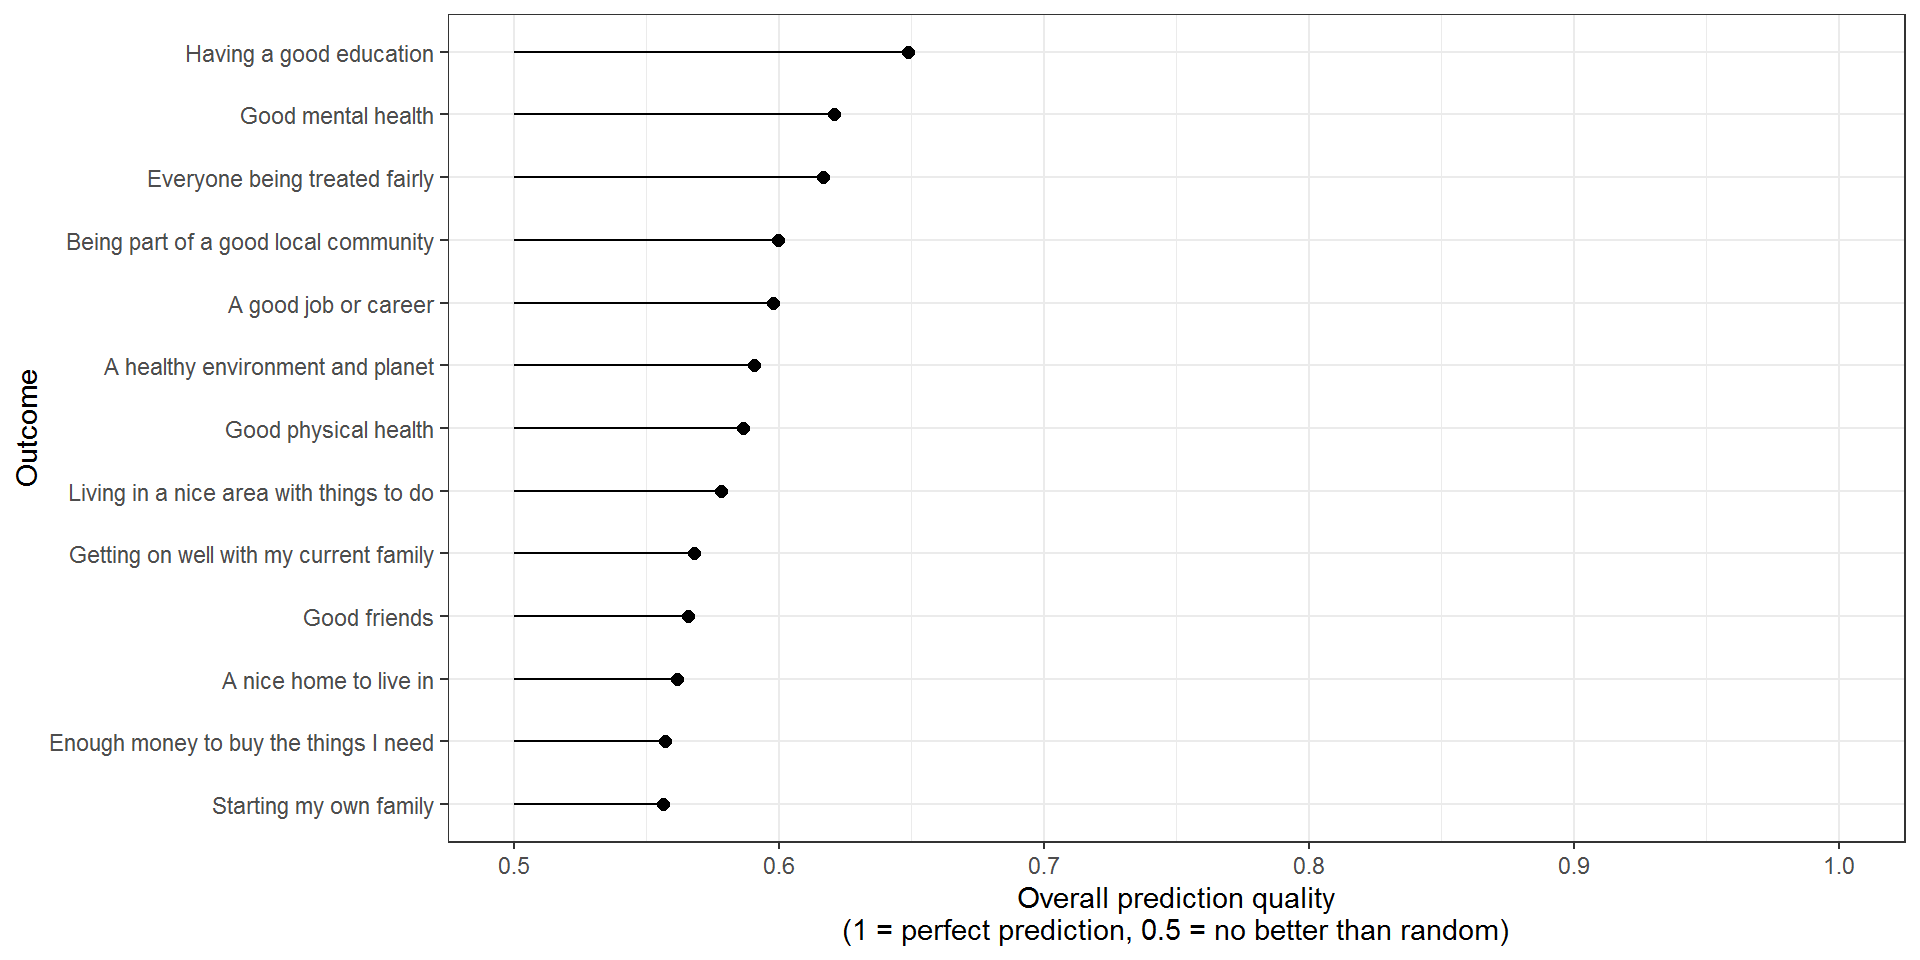 Having a good education
Good mental health
Everyone being treated fairly
Being part of a good local community
A good job or career
A healthy environment and planet
Good physical health
Living in a nice area with things to do
Getting on well with my current family
Good friends
A nice home to live in
Enough money to buy the things I need
Starting my own family
Outcome
0.5 0.6 0.7 0.8 0.9 1.0
Overall prediction quality
(1 = perfect prediction, 0.5 = no better than random)